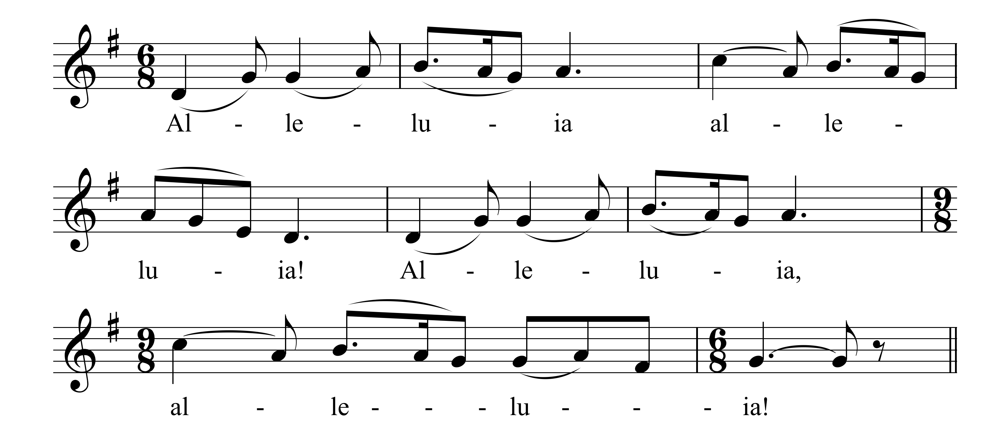 Al - le - lu - ia al - le -
lu - ia! Al - le - lu - ia,
al - le - - - lu - - - ia!